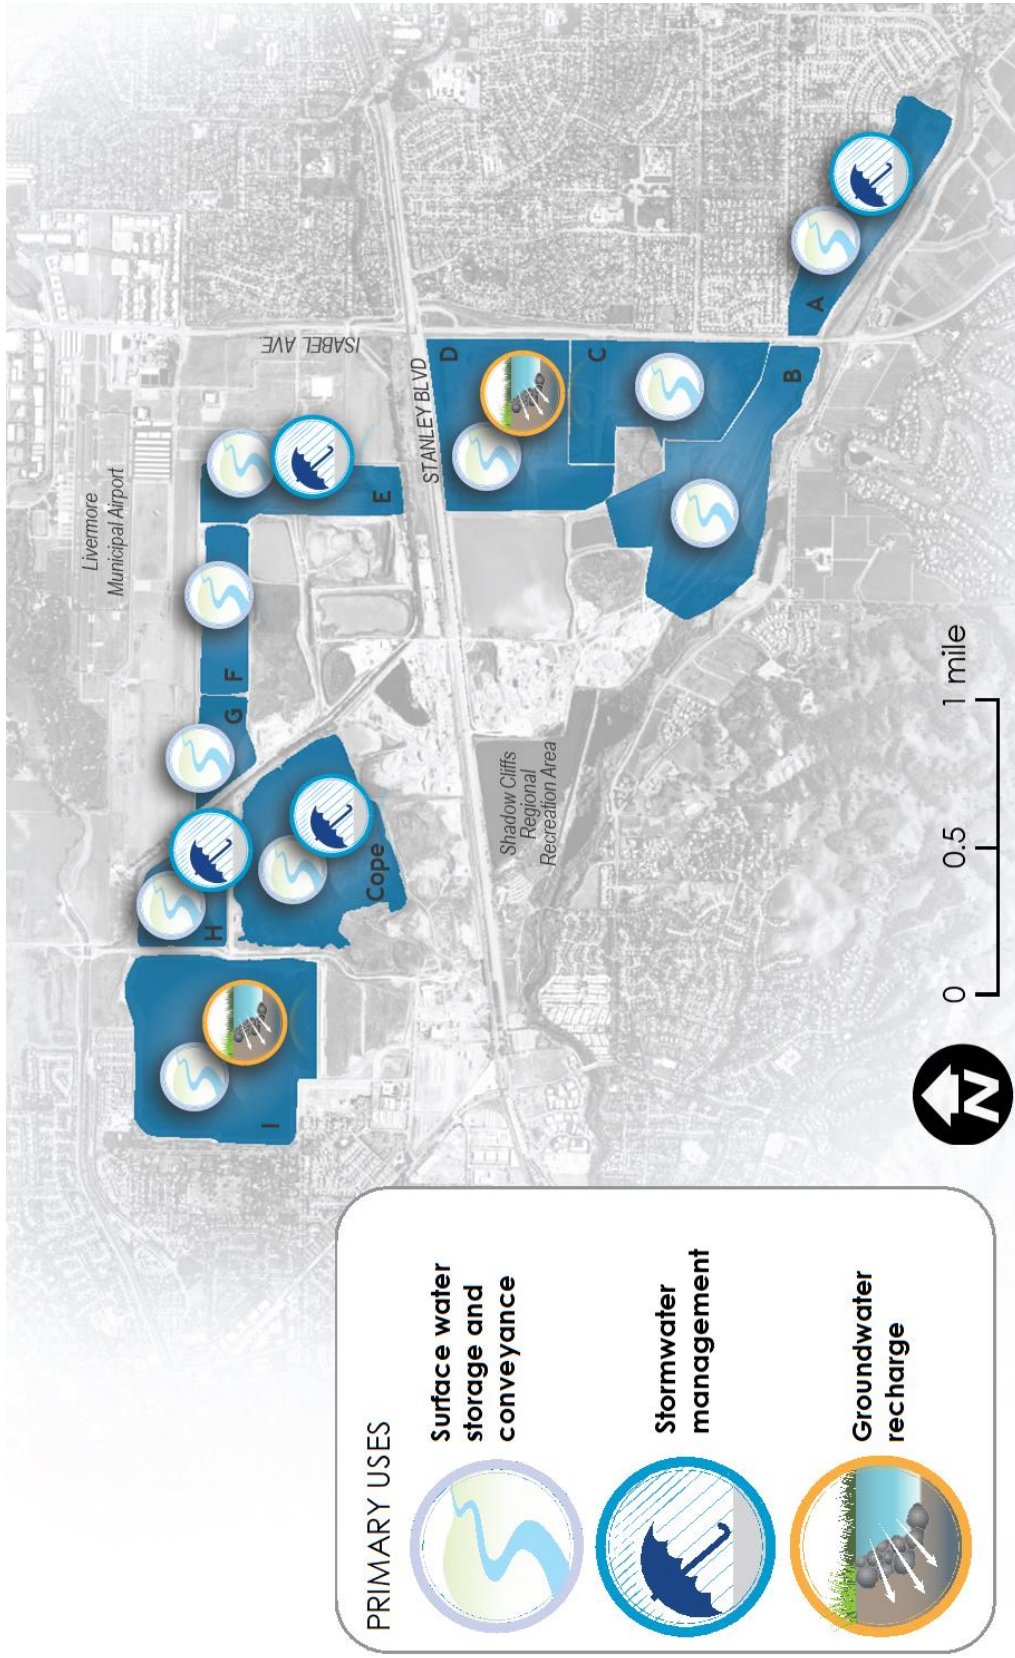 Livermore
Municipal Airport
ISABEL AVE
STANLEY BLVD
I
H
G
F
E
Cope
D
C
B
A
Shadow Cliffs
Regional
Recreation Area
PRIMARY USES
Surface water
storage and
conveyance
Stormwater
management
Groundwater
recharge
N
0 0.5 1 mile